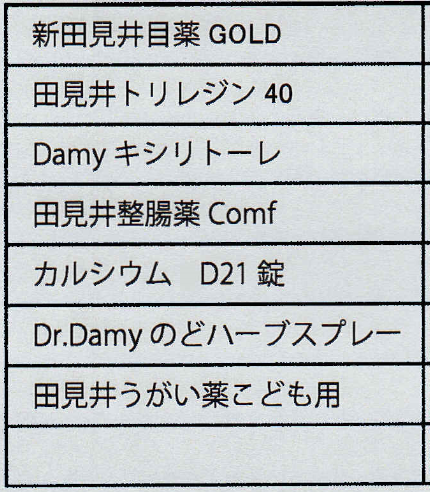 新田見井目薬 GOLD
田見井トリレジン 40
Damy キシリトーレ
田見井整腸薬 Comf
カルシウム　D21 錠
Dr.Damy のどハーブスプレー
田見井うがい薬こども用